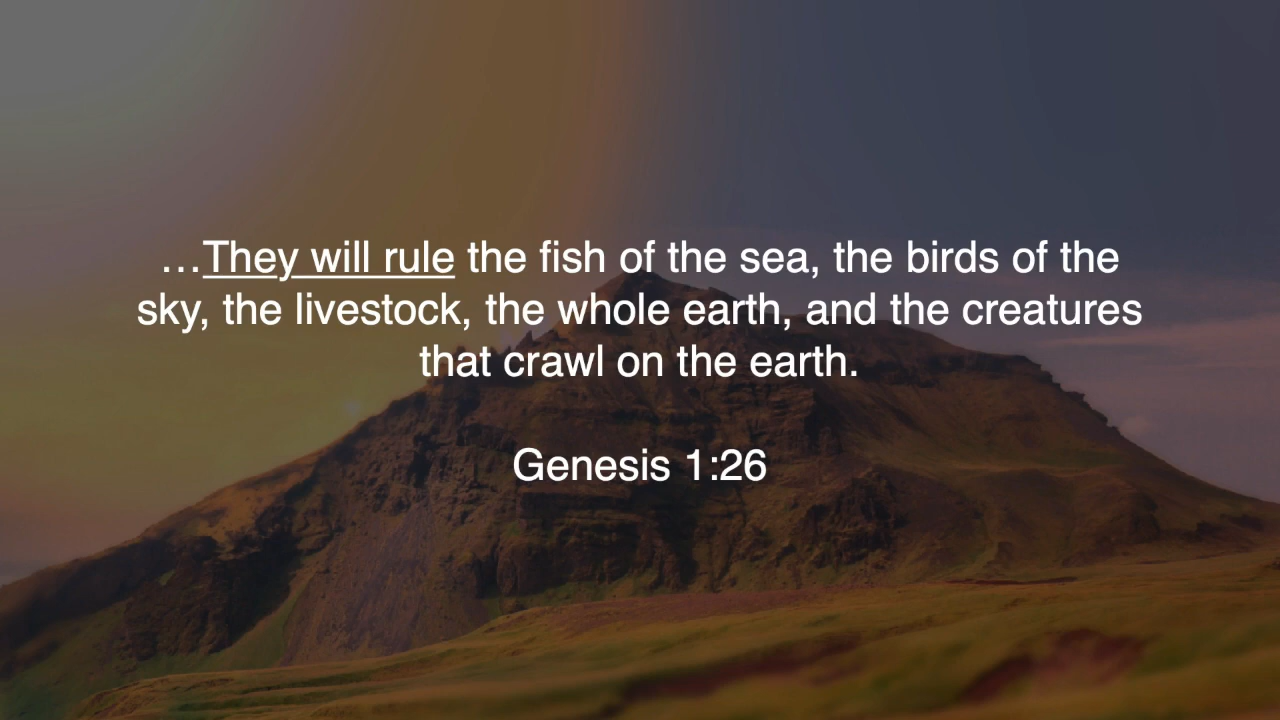 …They will rule the fish of the sea, the birds of the
sky, the livestock, the whole earth, and the creatures
that crawl on the earth.
Genesis 1:26